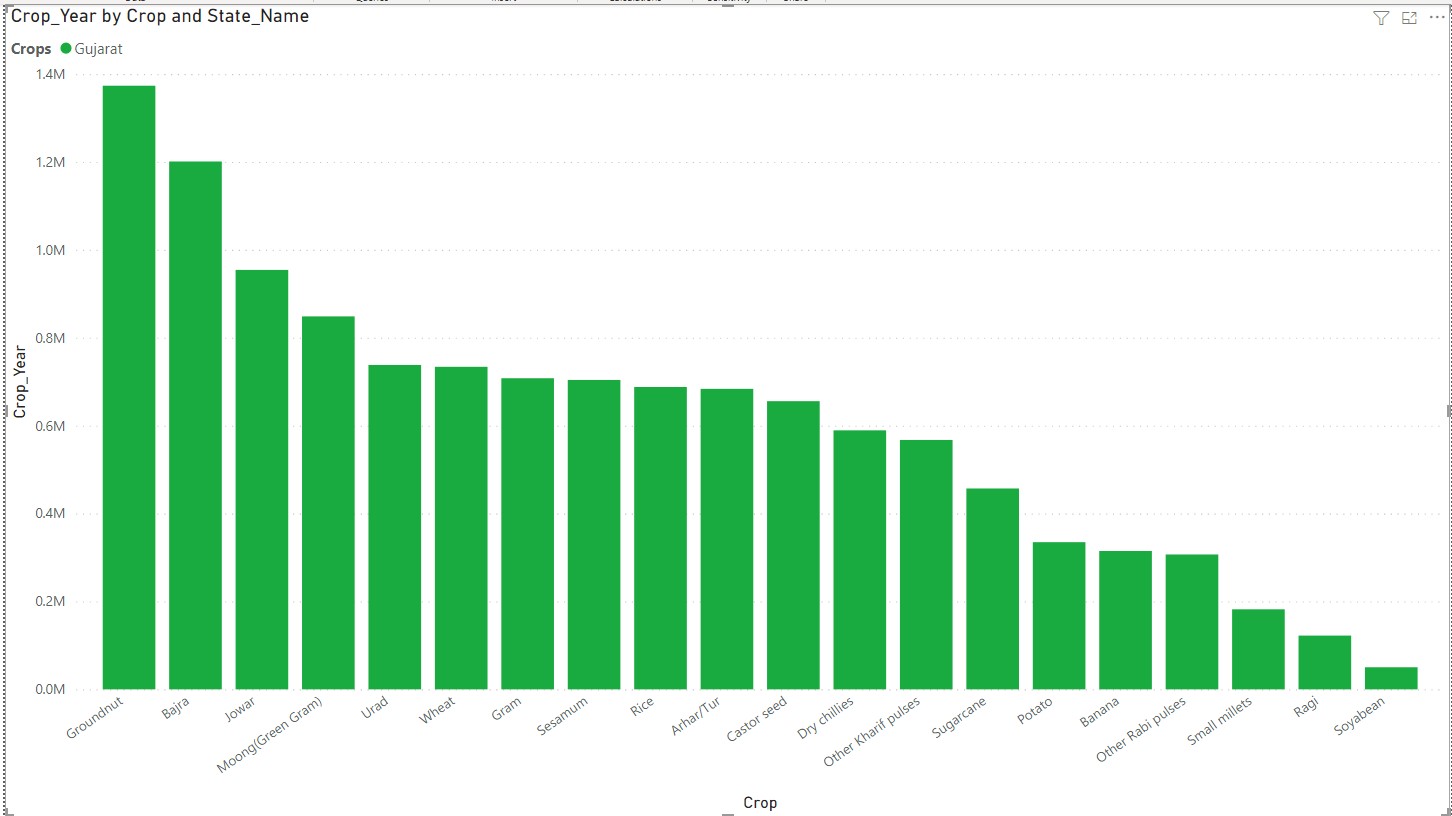 Crop_Year by Crop and State_Name
Crops Gujarat
1.4M
1.2M
1.0M
0.8M
0.6M
0.4M
0.2M
0.0M
Crop_Year
Groundnut
Bajra
Jowar
Moong(Green Gram)
Urad
Wheat
Gram
Sesamum
Rice
Arhar/Tur
Castor seed
Dry chillies
Other Kharif pulses
Sugarcane
Potato
Banana
Other Rabi pulses
Small millets
Ragi
Soyabean
Crop